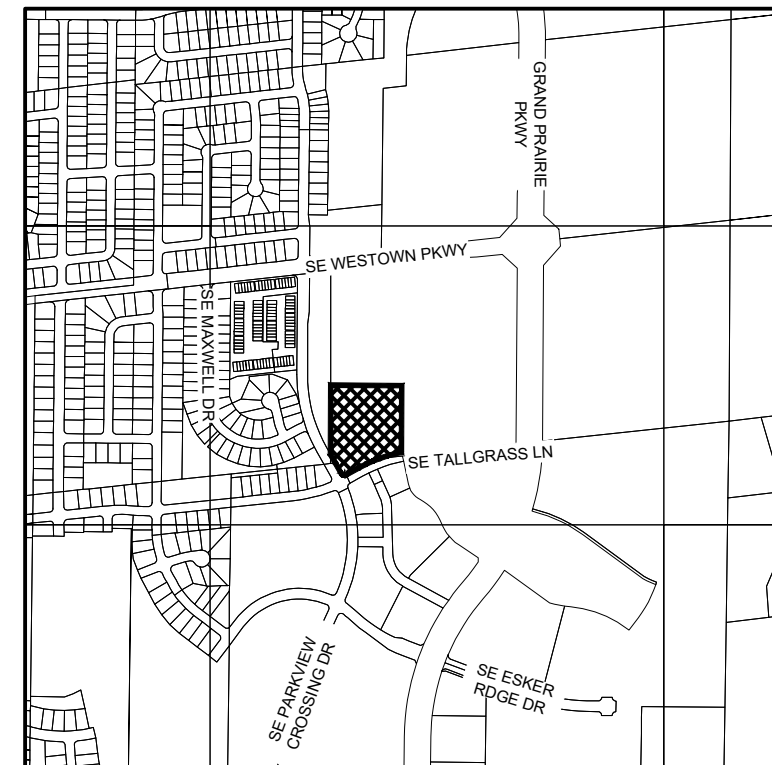 GRAND PRAIRIE
PKWY
SE WESTOWN PKWY
SE MAXWELL DR
SE TALLGRASS LN
SE PARKVIEW
CROSSING DR
SE ESKER
RDGE DR